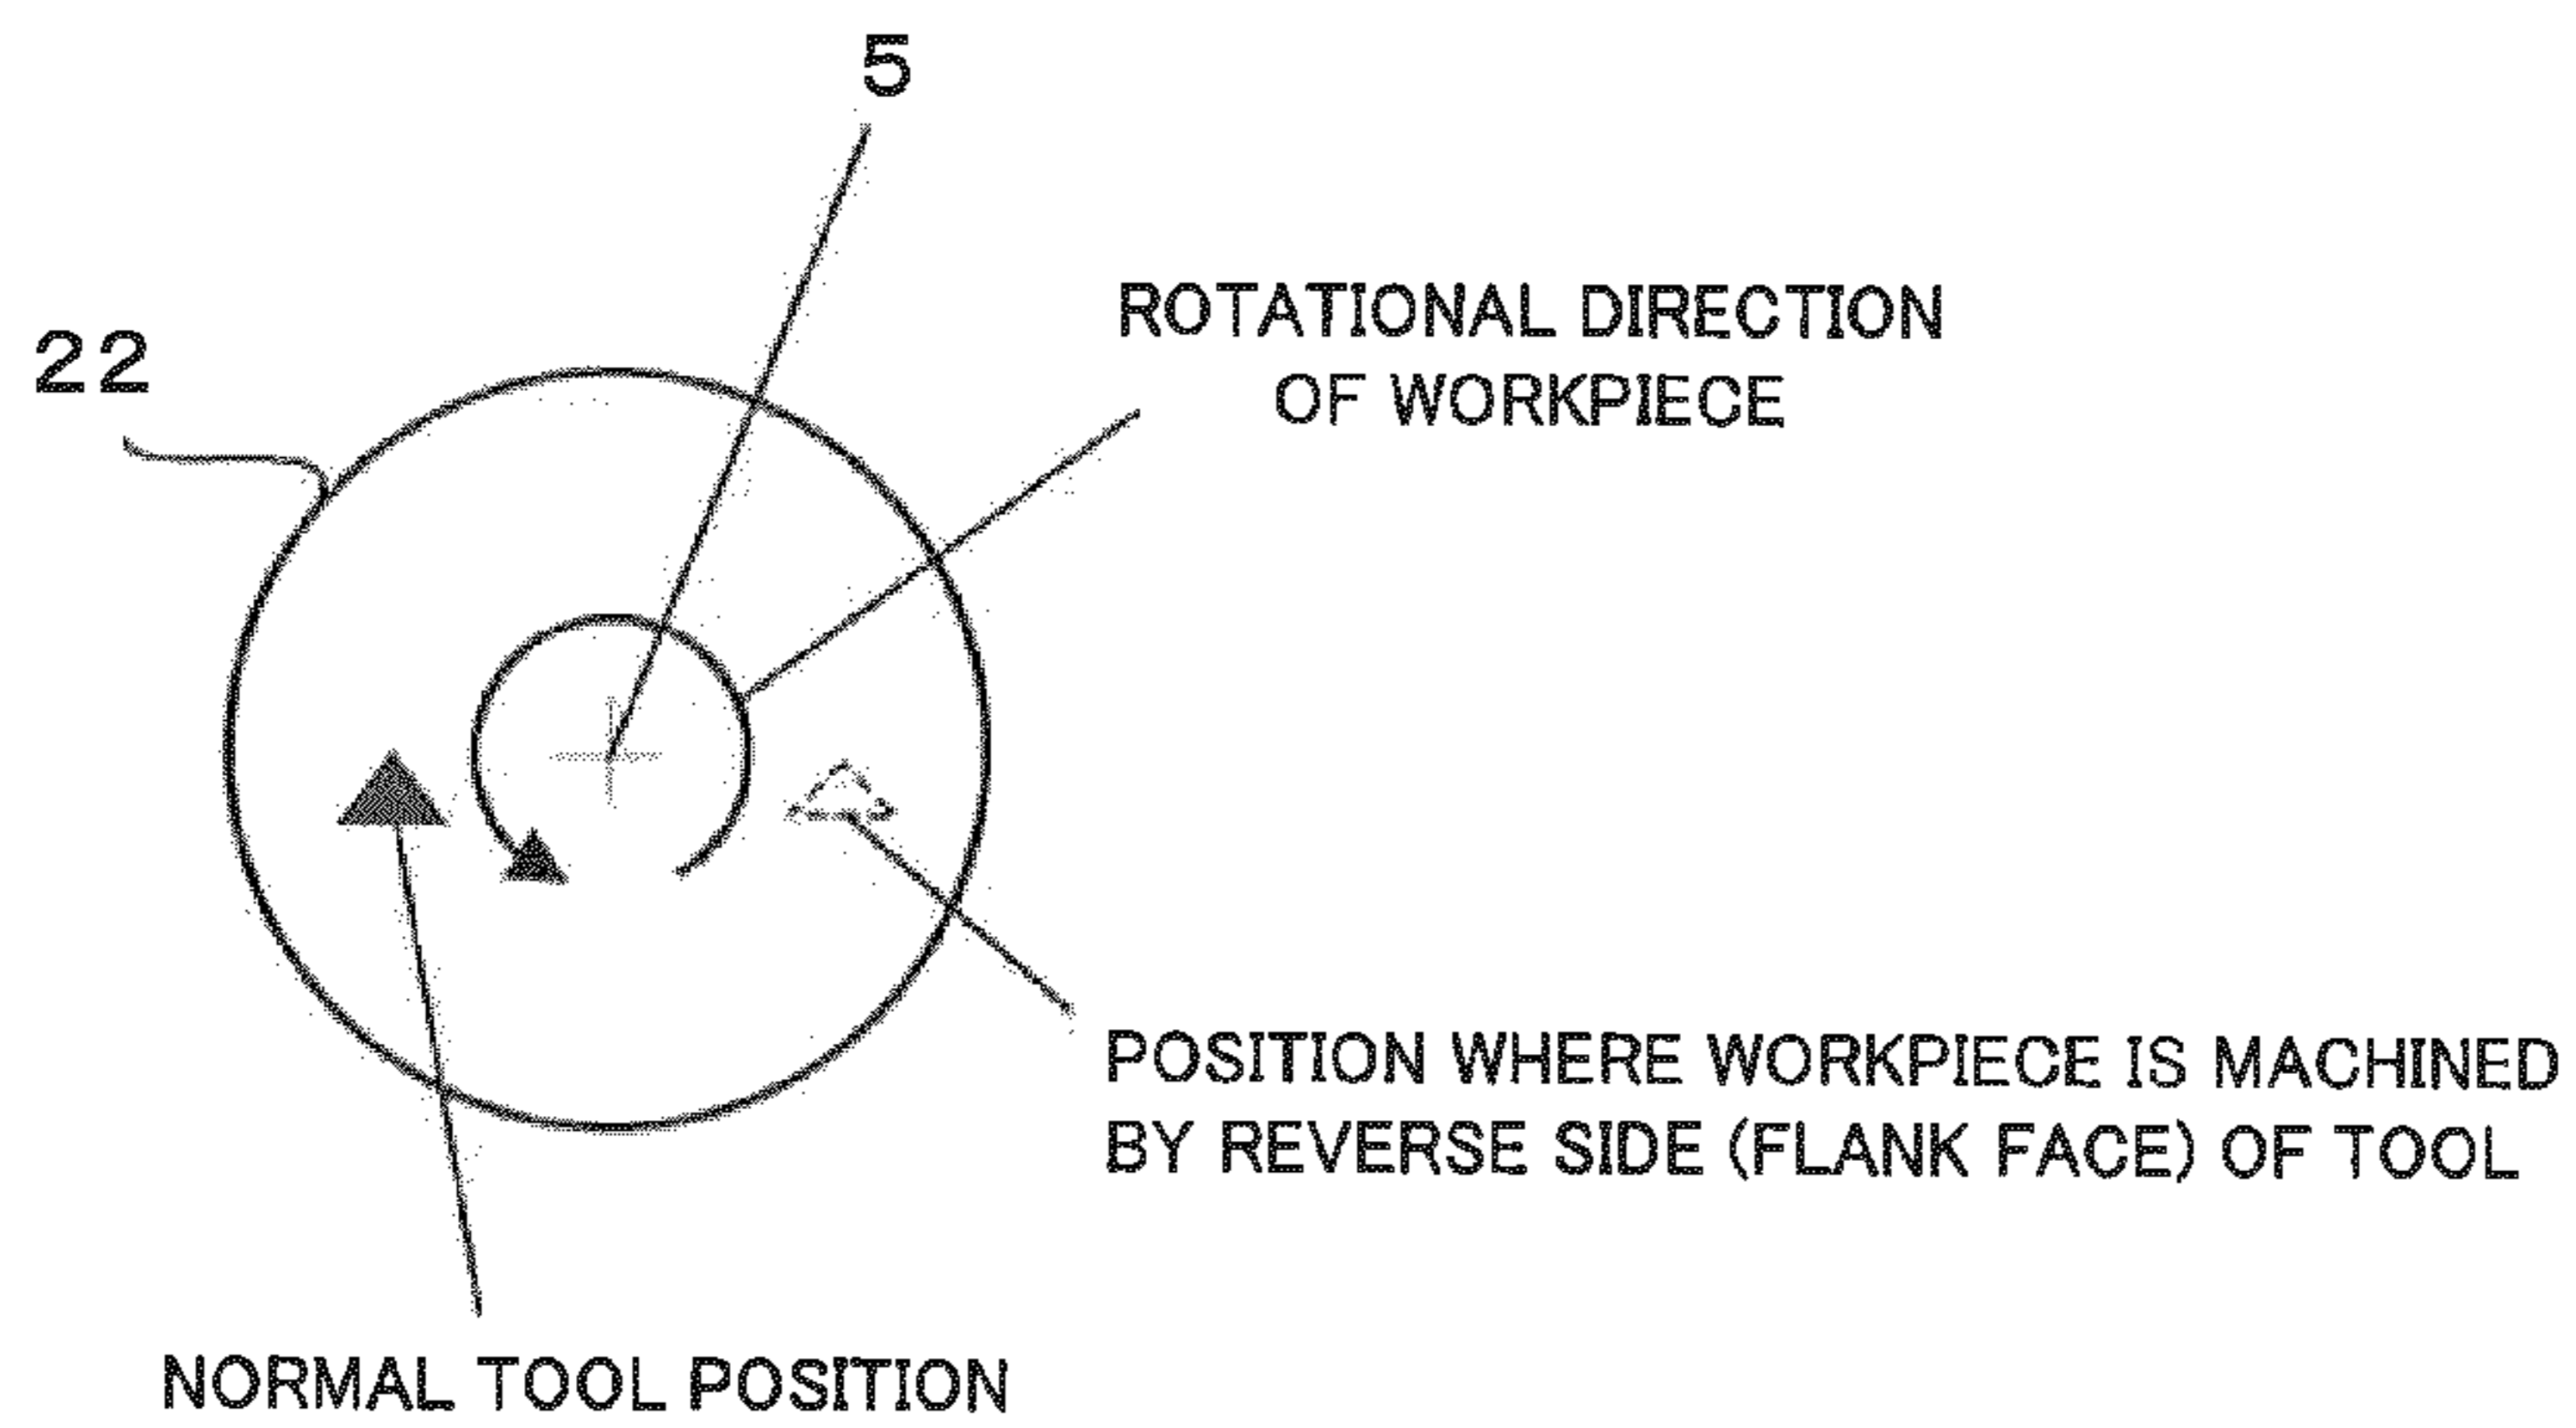 5
22
ROTATIONAL DIRECTION
OF WORKPIECE
POSITION WHERE WORKPIECE IS MACHINED
BY REVERSE SIDE (FLANK FACE) OF TOOL
NORMAL TOOL POSITION